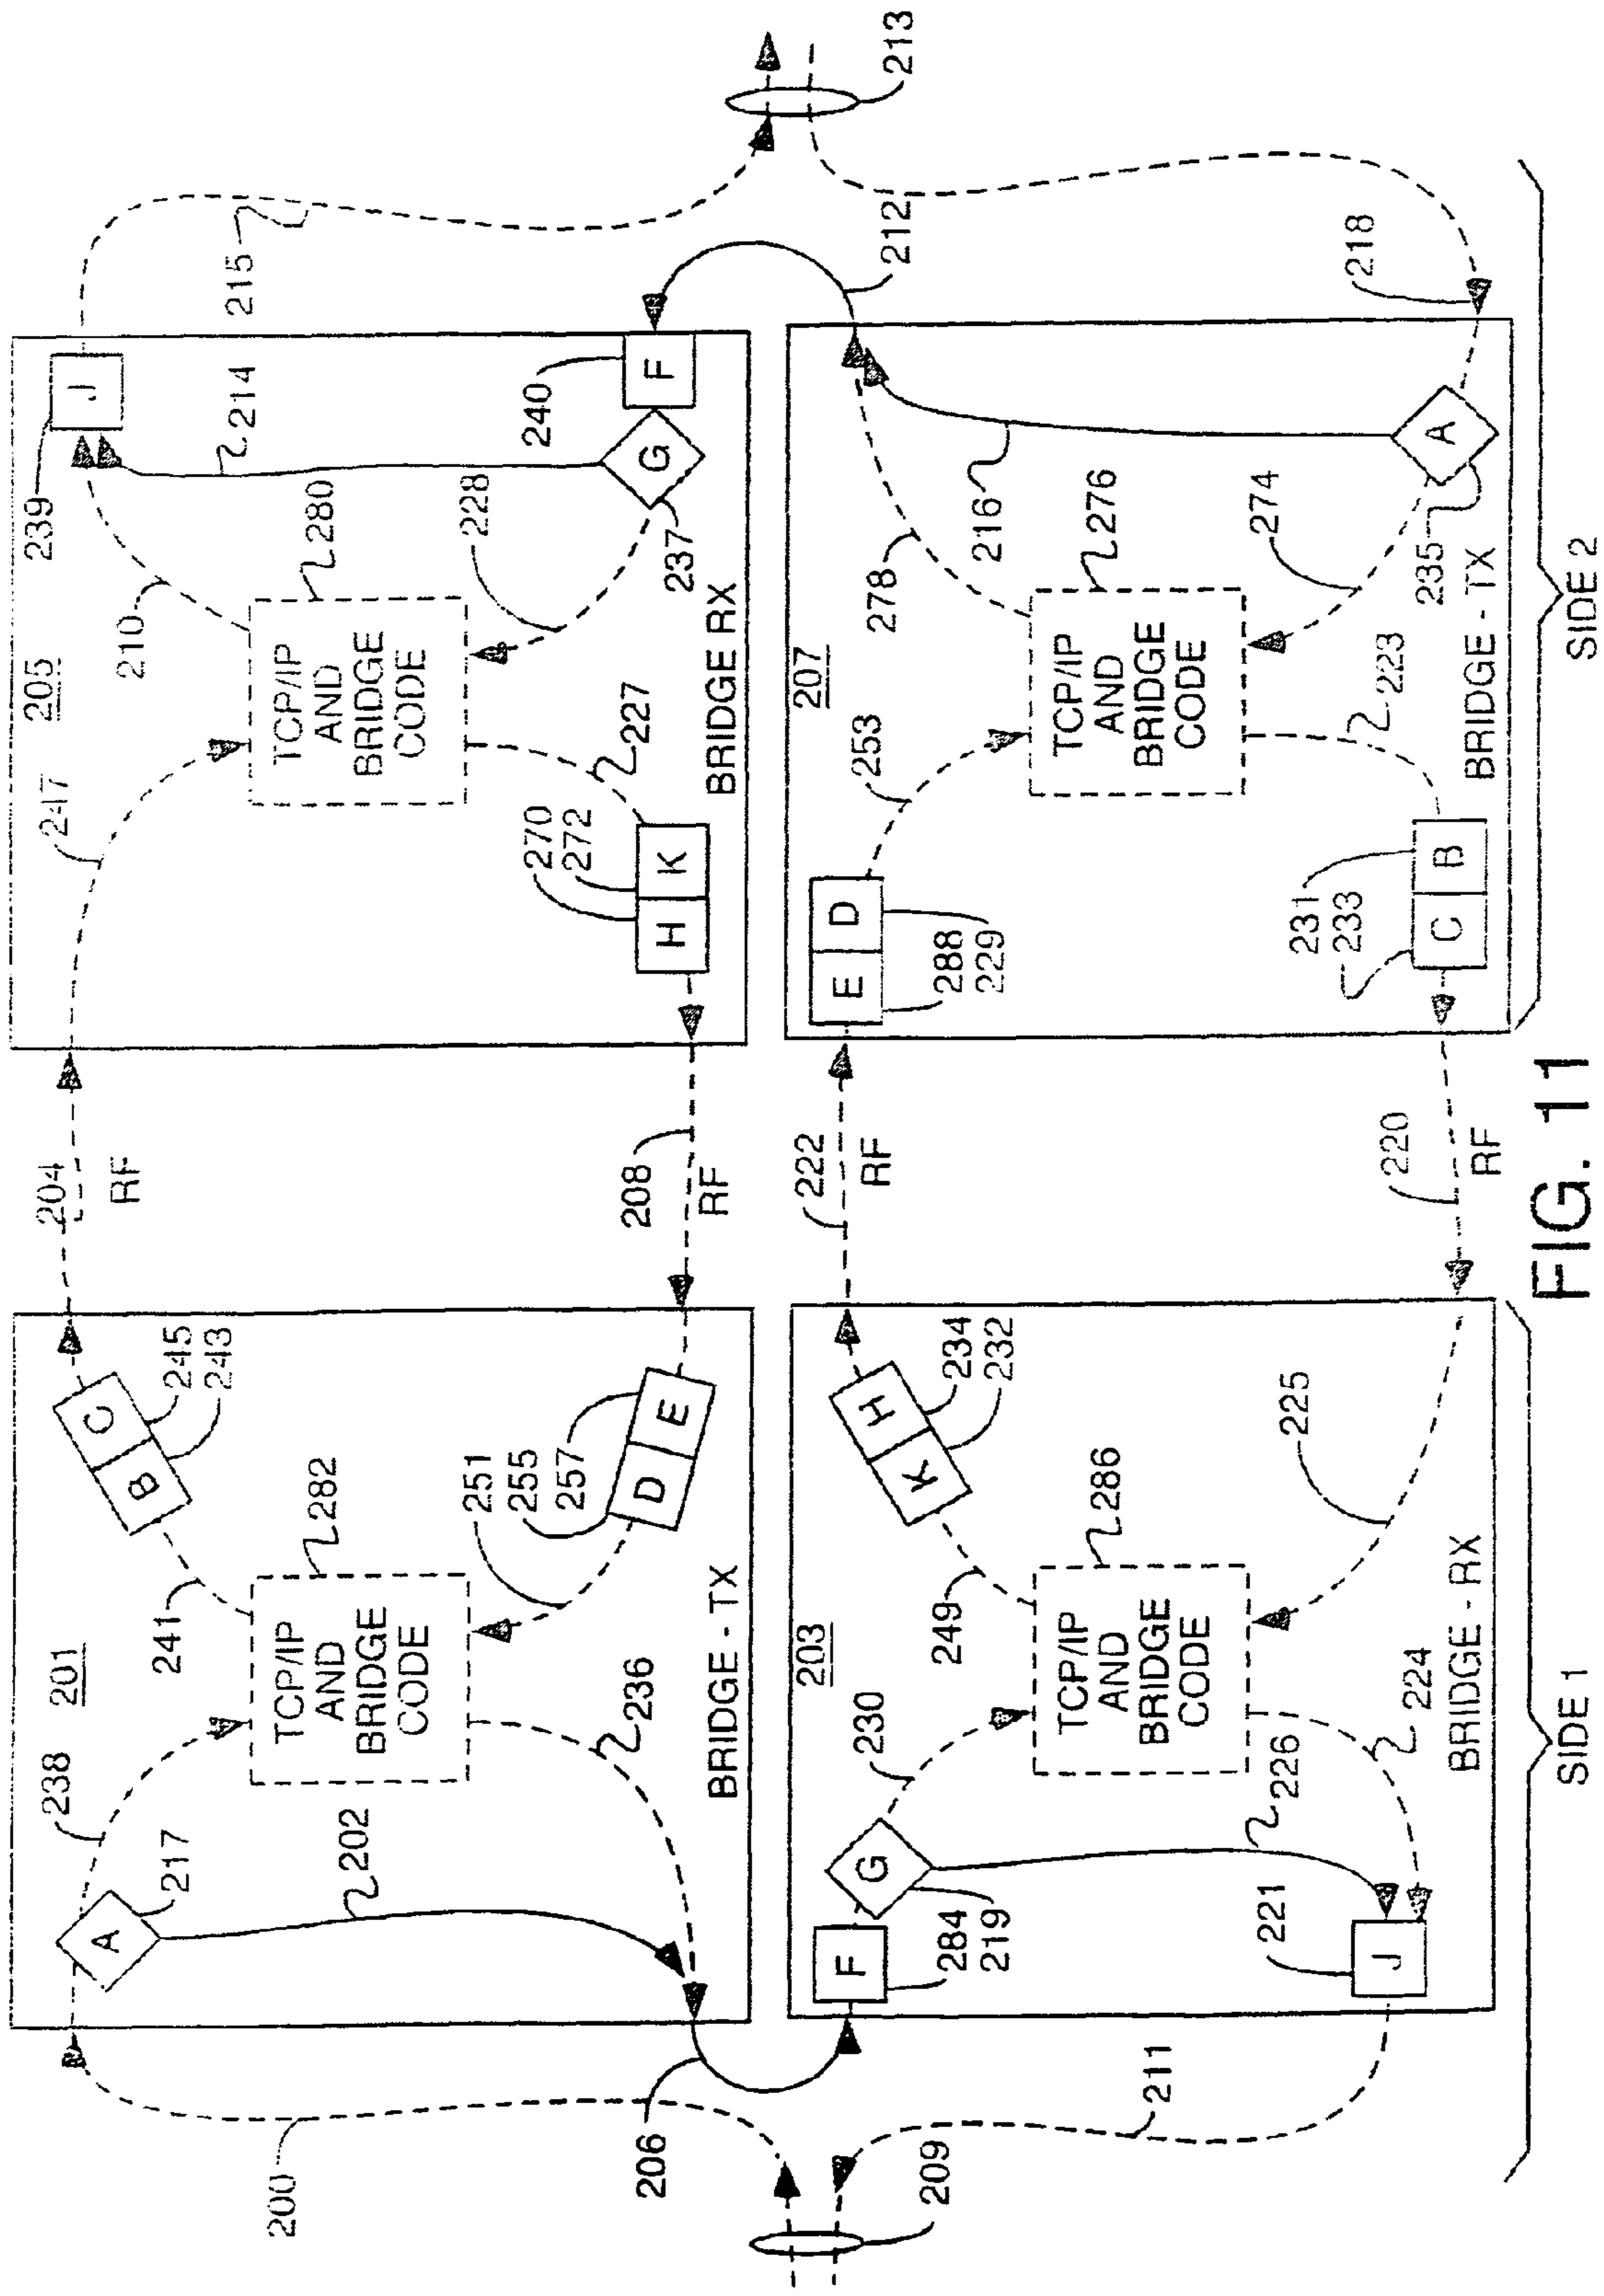 201
A
217
238
202
TCP/IP
AND
BRIDGE
CODE
282
241
B
C
245
243
251
255
257
D
E
236
BRIDGE - TX
204
RF
208
RF
205
247
TCP/IP
AND
BRIDGE
CODE
280
210
239
J
214
215
240
F
G
237
228
227
270
272
H
K
BRIDGE RX
213
212
200
206
209
211
203
F
G
284
219
230
TCP/IP
AND
BRIDGE
CODE
286
249
K
H
234
232
225
226
224
221
J
BRIDGE - RX
SIDE 1
222
RF
220
RF
207
E
D
288
229
253
TCP/IP
AND
BRIDGE
CODE
276
278
216
274
A
235
218
223
231
233
C
B
BRIDGE - TX
SIDE 2
FIG. 11